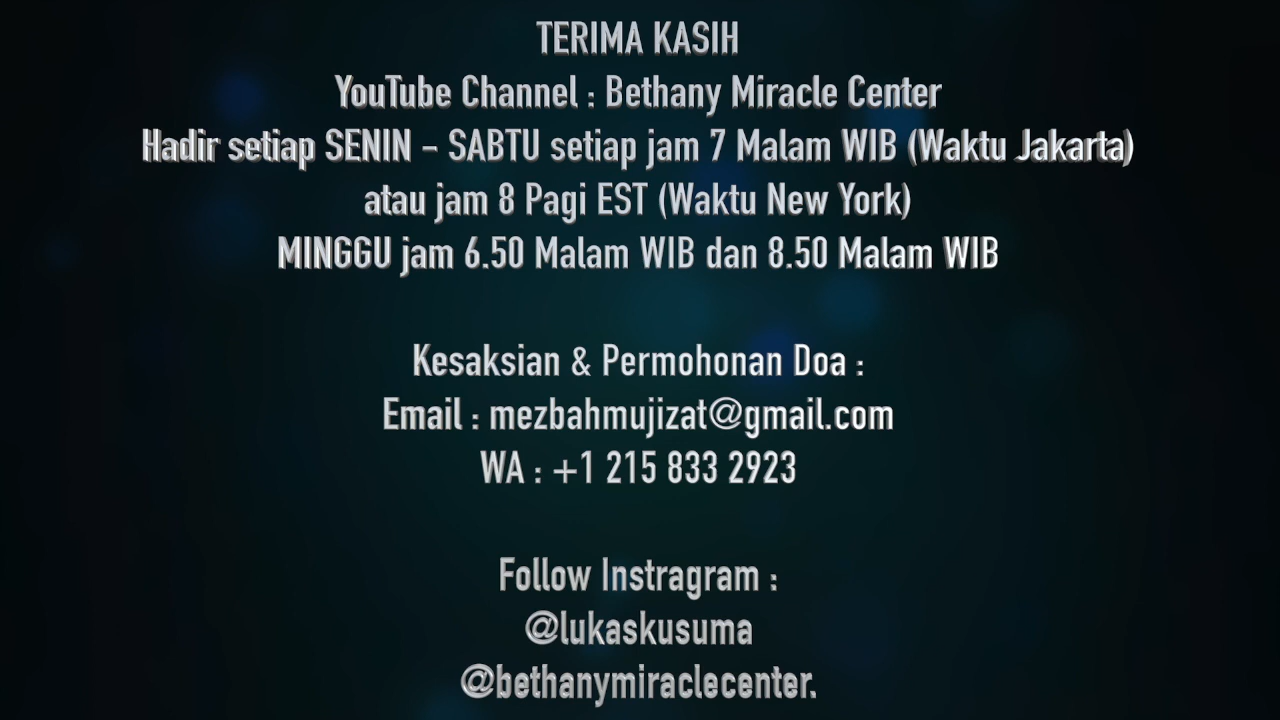 TERIMA KASIH
YouTube Channel : Bethany Miracle Center
Hadir setiap SENIN - SABTU setiap jam 7 Malam WIB (Waktu Jakarta)
atau jam 8 Pagi EST (Waktu New York)
MINGGU jam 6.50 Malam WIB dan 8.50 Malam WIB
Kesaksian & Permohonan Doa :
Email : mezbahmujizat@gmail.com
WA : +1 215 833 2923
Follow Instragram :
@lukaskusuma
@bethanymiraclecenter.